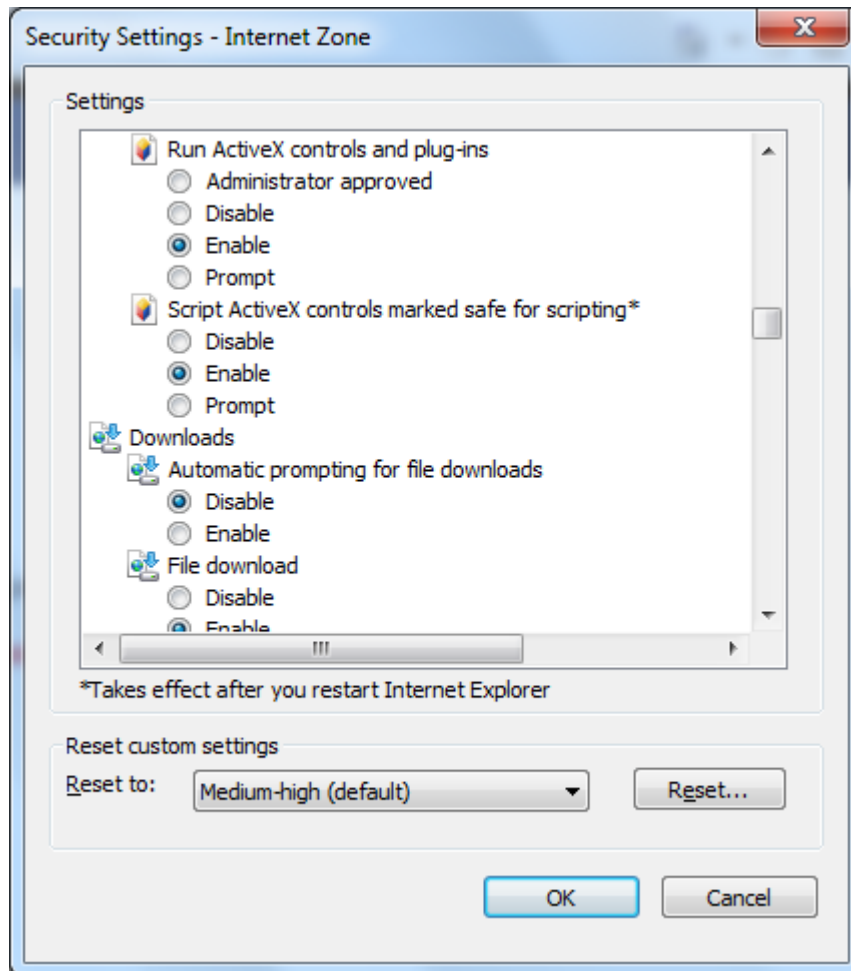 Security Settings - Internet Zone
Settings
Run ActiveX controls and plug-ins
Administrator approved
Disable
Enable
Prompt
Script ActiveX controls marked safe for scripting*
Disable
Enable
Prompt
Downloads
Automatic prompting for file downloads
Disable
Enable
File download
Disable
Enable
*Takes effect after you restart Internet Explorer
Reset custom settings
Reset to:
Medium-high (default)
Reset...
OK
Cancel